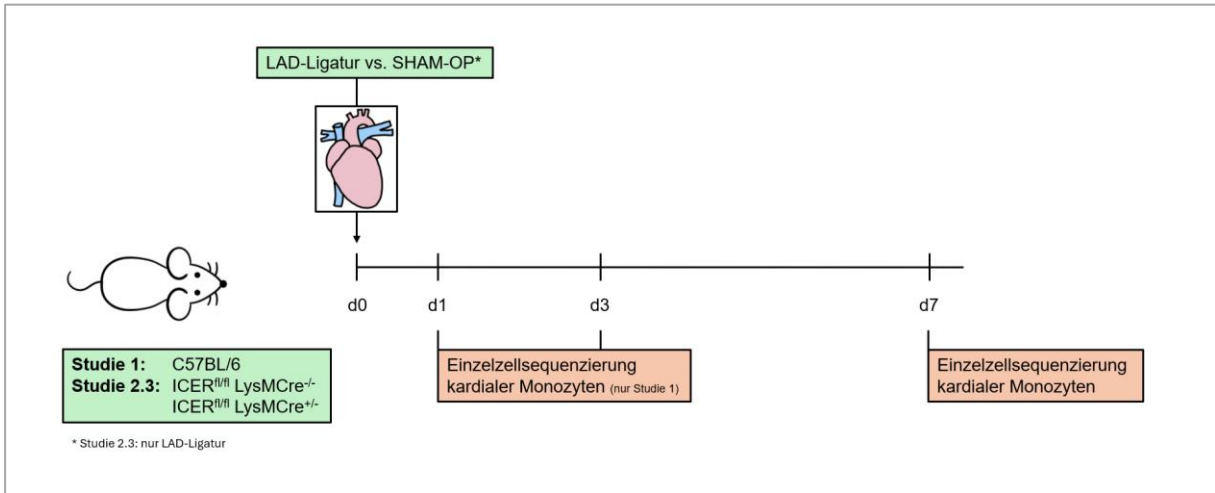 LAD-Ligatur vs. SHAM-OP*
d0
d1
d3
d7
Studie 1: C57BL/6
Studie 2.3: ICERfl/fl LysMCre-/-
ICERfl/fl LysMCre+/-
Einzelzellsequenzierung
kardialer Monozyten (nur Studie 1)
Einzelzellsequenzierung
kardialer Monozyten
* Studie 2.3: nur LAD-Ligatur